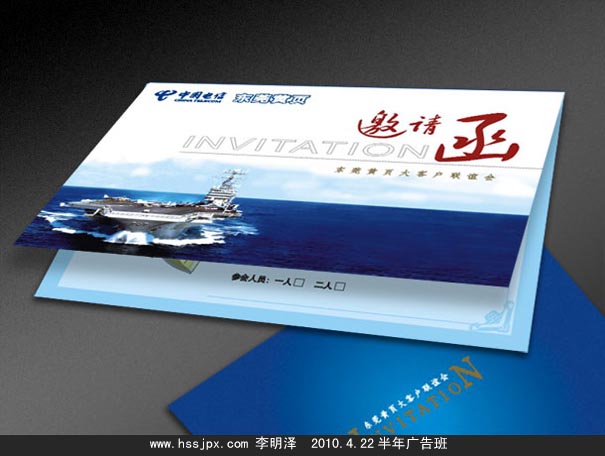 中国电信 东莞黄页
CHINA TELECOM
邀请函
INVITATION
东莞黄页大客户联谊会
参会人员：一人□ 二人□
东莞黄页大客户联谊会
INVITATION
www.hssjpx.com 李明泽 2010.4.22半年广告班